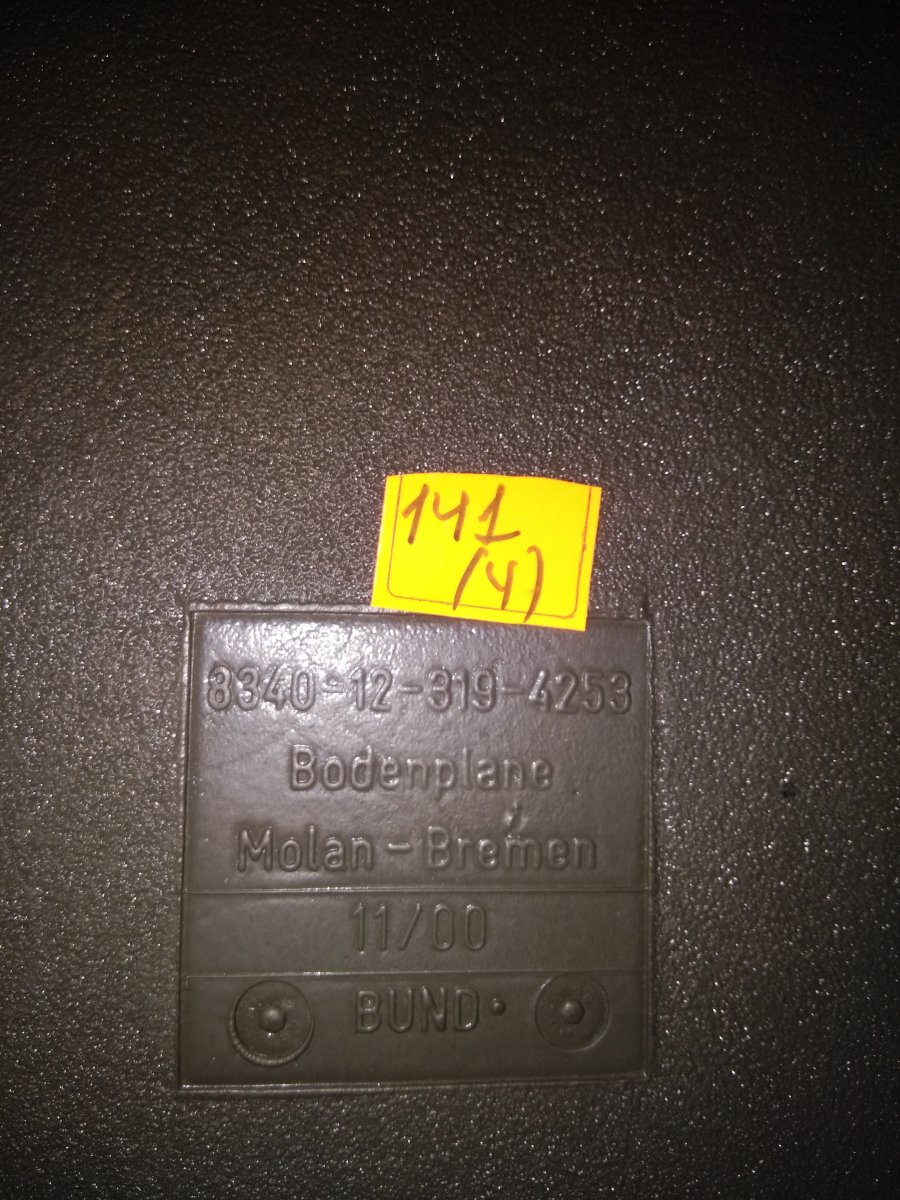 141
(4)
8340-12-319-4253
Bodenplane
Molan-Bremen
11/00
BUND